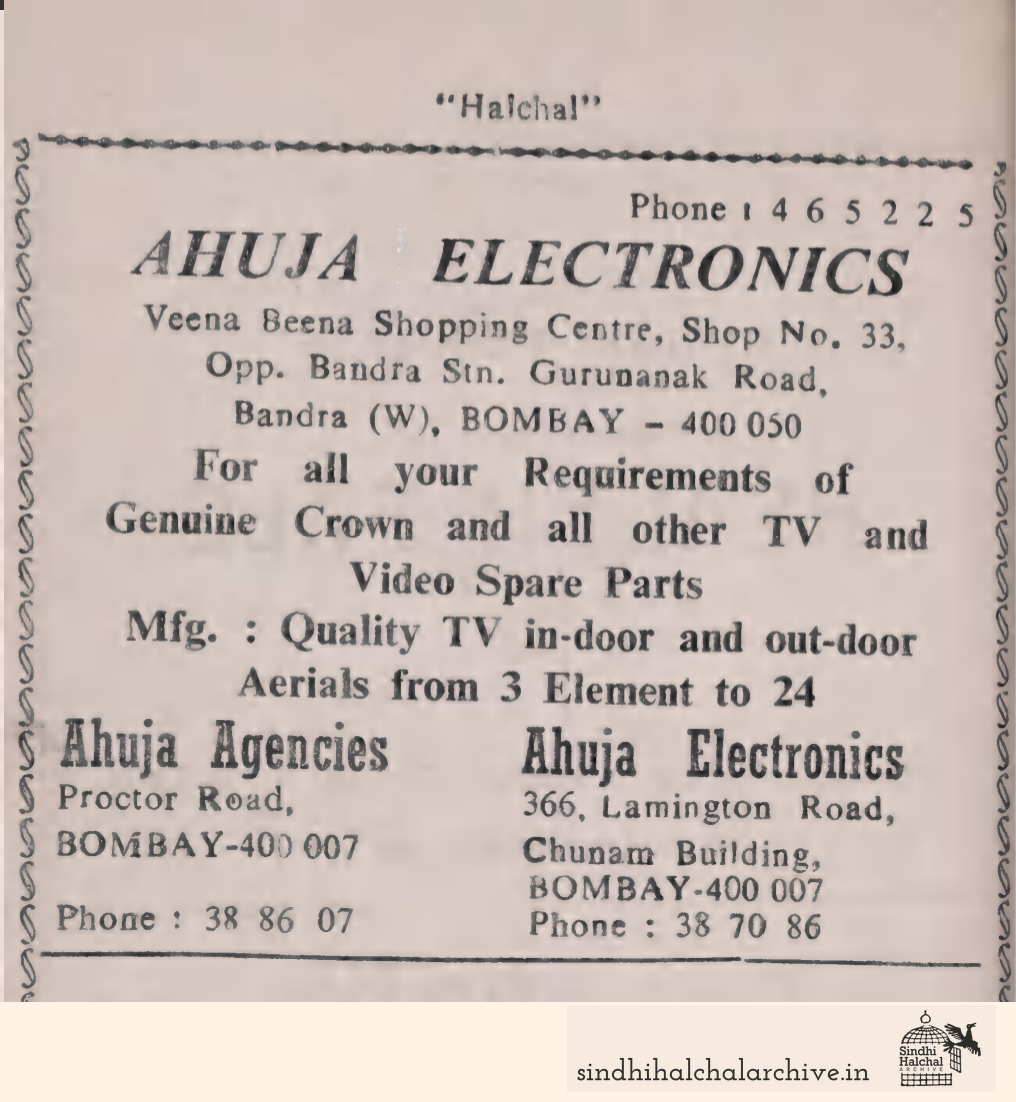 "Halchal"
Phone : 4 6 5 2 2 5
AHUJA ELECTRONICS
Veena Beena Shopping Centre, Shop No. 33,
Opp. Bandra Stn. Gurunanak Road,
Bandra (W), BOMBAY - 400 050
For all your Requirements of
Genuine Crown and all other TV and
Video Spare Parts
Mfg. : Quality TV in-door and out-door
Aerials from 3 Element to 24
Ahuja Agencies
Proctor Road,
BOMBAY-400 007
Phone : 38 86 07
Ahuja Electronics
366, Lamington Road,
Chunam Building,
BOMBAY-400 007
Phone : 38 70 86
sindhihalchalarchive.in
Sindhi
Halchal
ARCHIVE